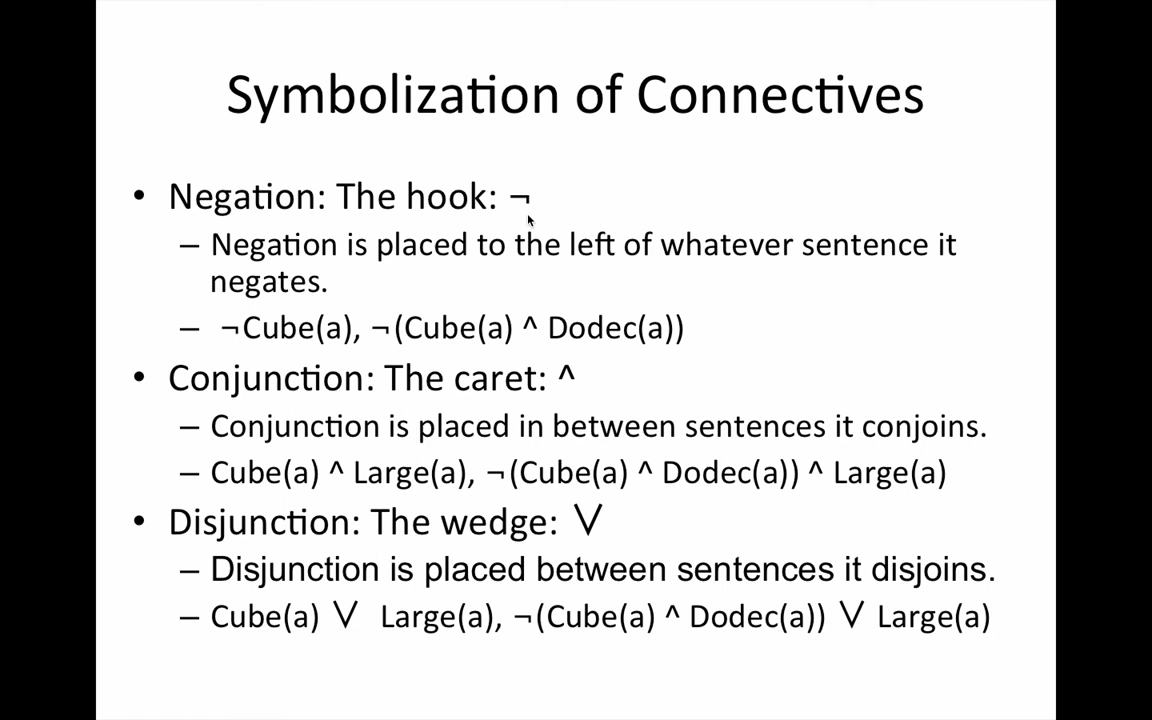 Symbolization of Connectives
• Negation: The hook: ¬
– Negation is placed to the left of whatever sentence it
negates.
– ¬Cube(a), ¬(Cube(a) ^ Dodec(a))
• Conjunction: The caret: ^
– Conjunction is placed in between sentences it conjoins.
– Cube(a) ^ Large(a), ¬(Cube(a) ^ Dodec(a)) ^ Large(a)
• Disjunction: The wedge: ∨
– Disjunction is placed between sentences it disjoins.
– Cube(a) ∨ Large(a), ¬(Cube(a) ^ Dodec(a)) ∨ Large(a)